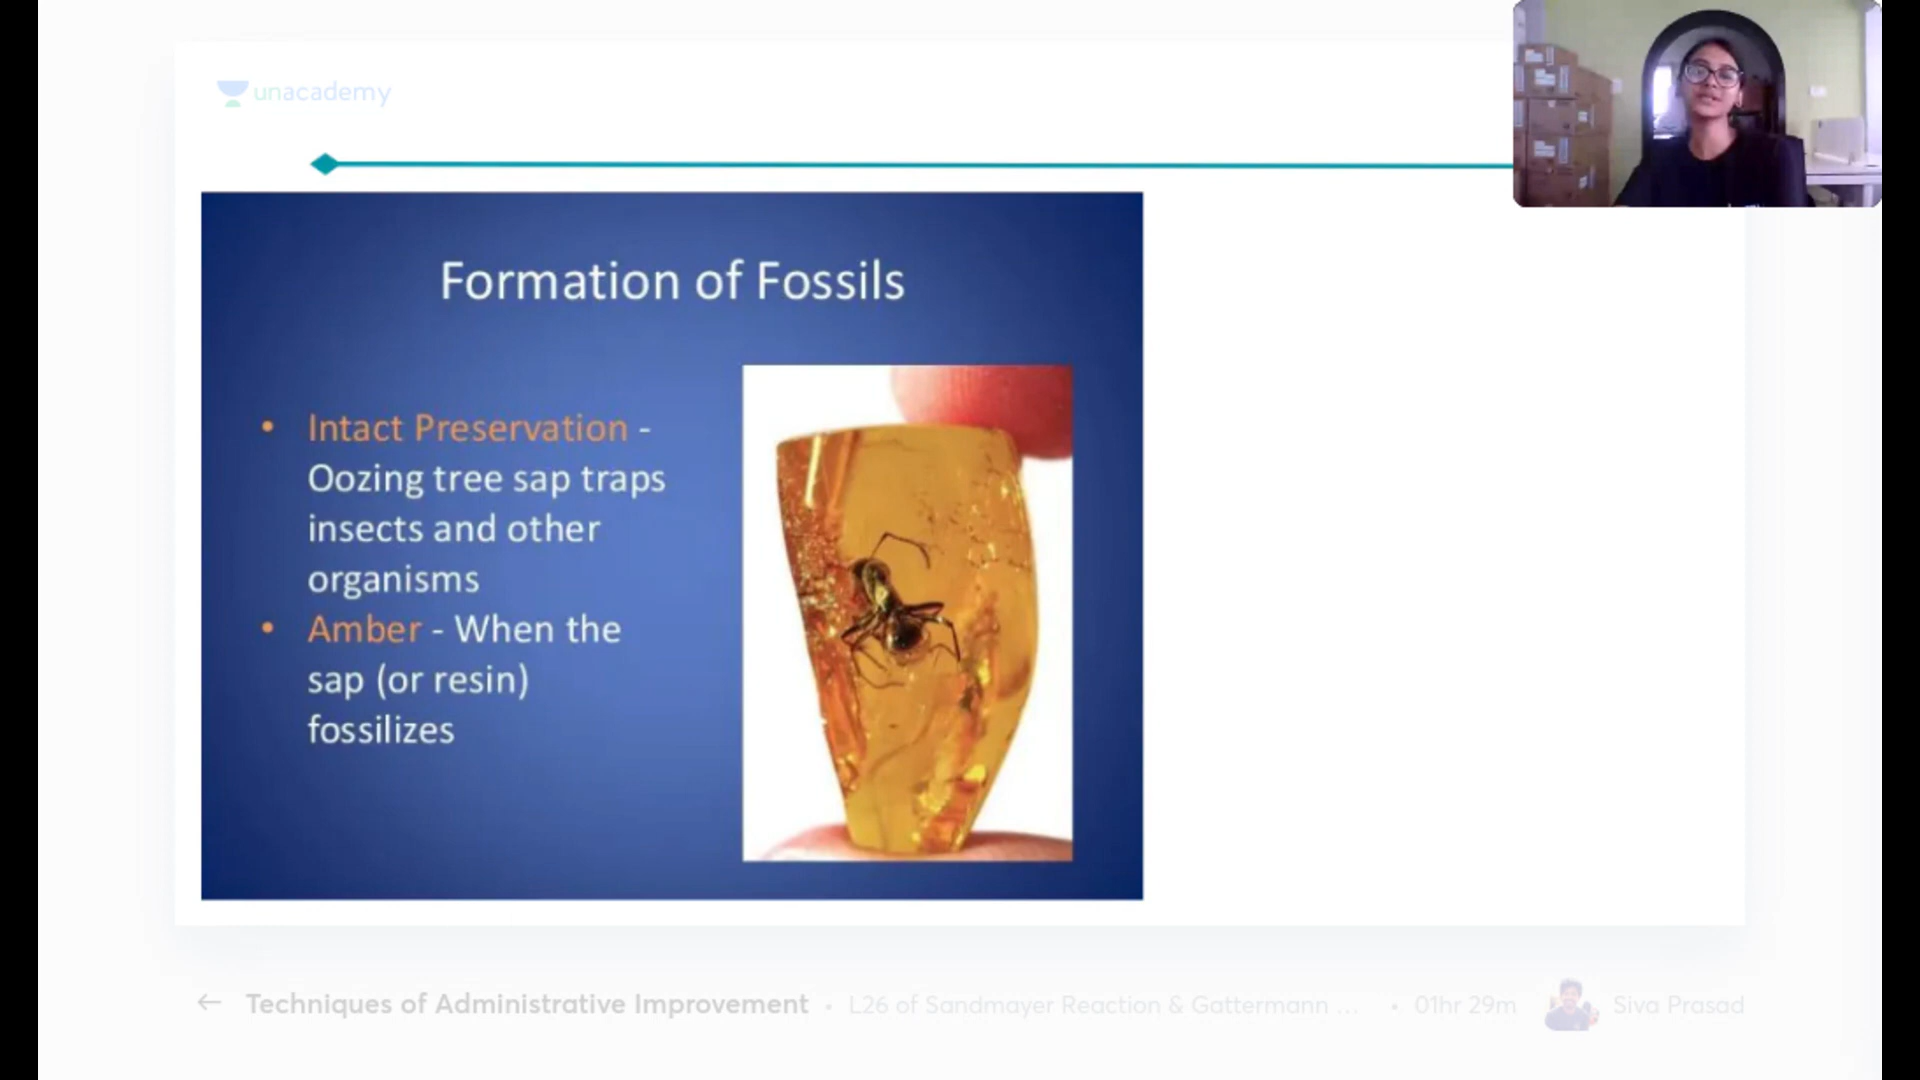 unacademy
Formation of Fossils
• Intact Preservation -
Oozing tree sap traps
insects and other
organisms
• Amber - When the
sap (or resin)
fossilizes
← Techniques of Administrative Improvement • L26 of Sandmayer Reaction & Gattermann ... • 01hr 29m Siva Prasad